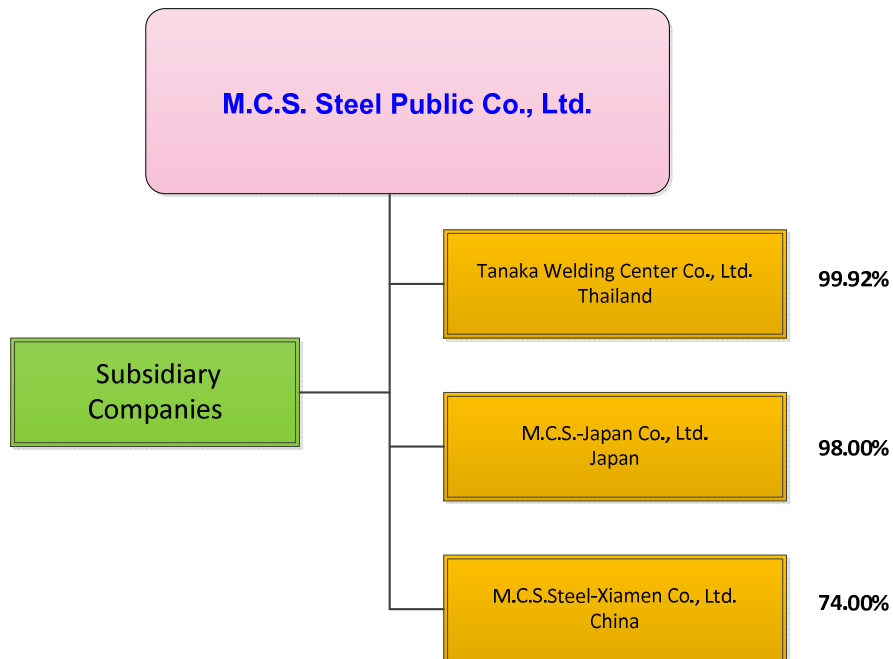 M.C.S. Steel Public Co., Ltd.
Tanaka Welding Center Co., Ltd.
Thailand
99.92%
Subsidiary
Companies
M.C.S.-Japan Co., Ltd.
Japan
98.00%
M.C.S.Steel-Xiamen Co., Ltd.
China
74.00%